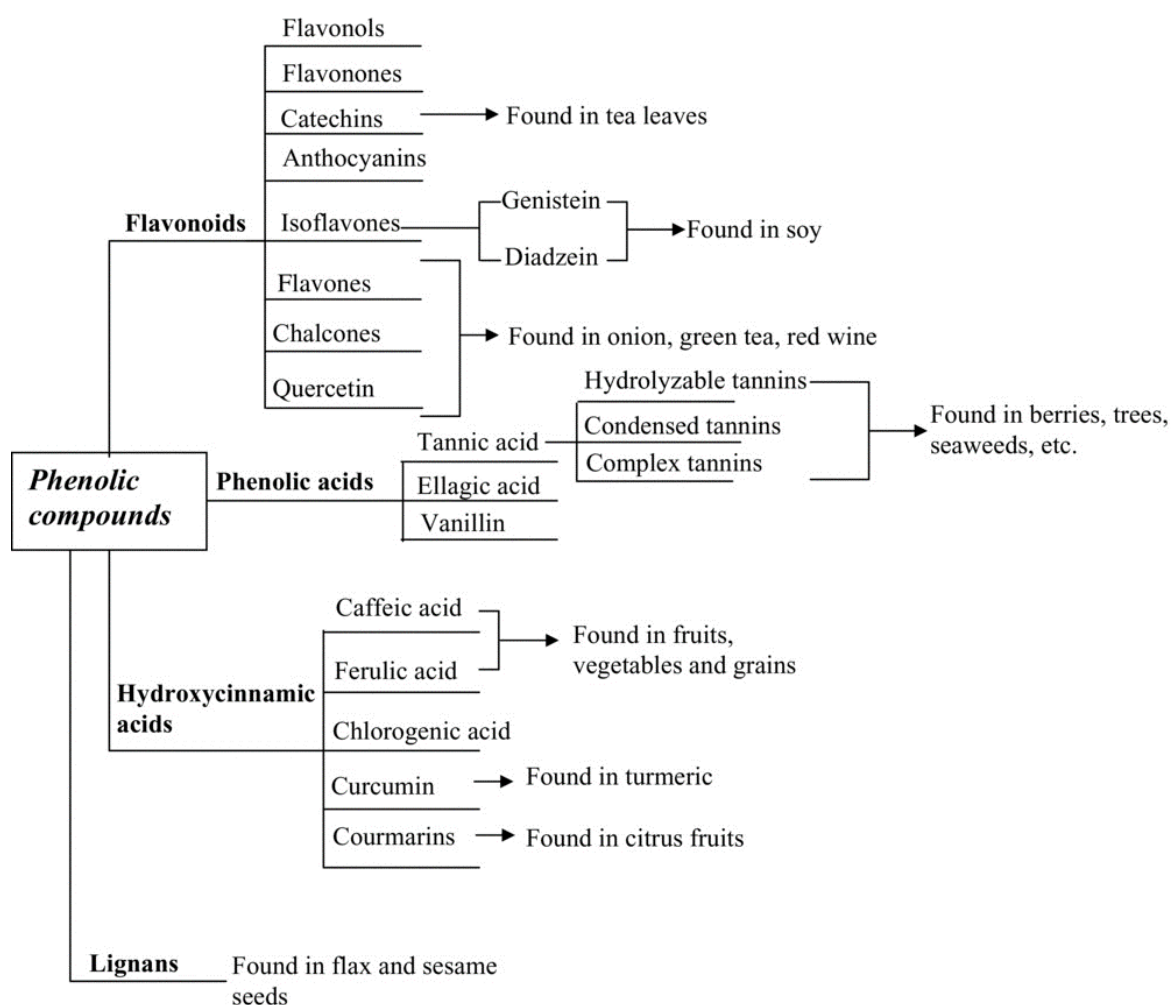 Flavonols
Flavonones
Catechins
Found in tea leaves
Anthocyanins
Flavonoids
Isoflavones
Genistein
Diadzein
Found in soy
Flavones
Chalcones
Quercetin
Found in onion, green tea, red wine
Phenolic
compounds
Phenolic acids
Tannic acid
Hydrolyzable tannins
Condensed tannins
Complex tannins
Found in berries, trees,
seaweeds, etc.
Ellagic acid
Vanillin
Hydroxycinnamic
acids
Caffeic acid
Ferulic acid
Found in fruits,
vegetables and grains
Chlorogenic acid
Curcumin
Found in turmeric
Courmarins
Found in citrus fruits
Lignans
Found in flax and sesame
seeds